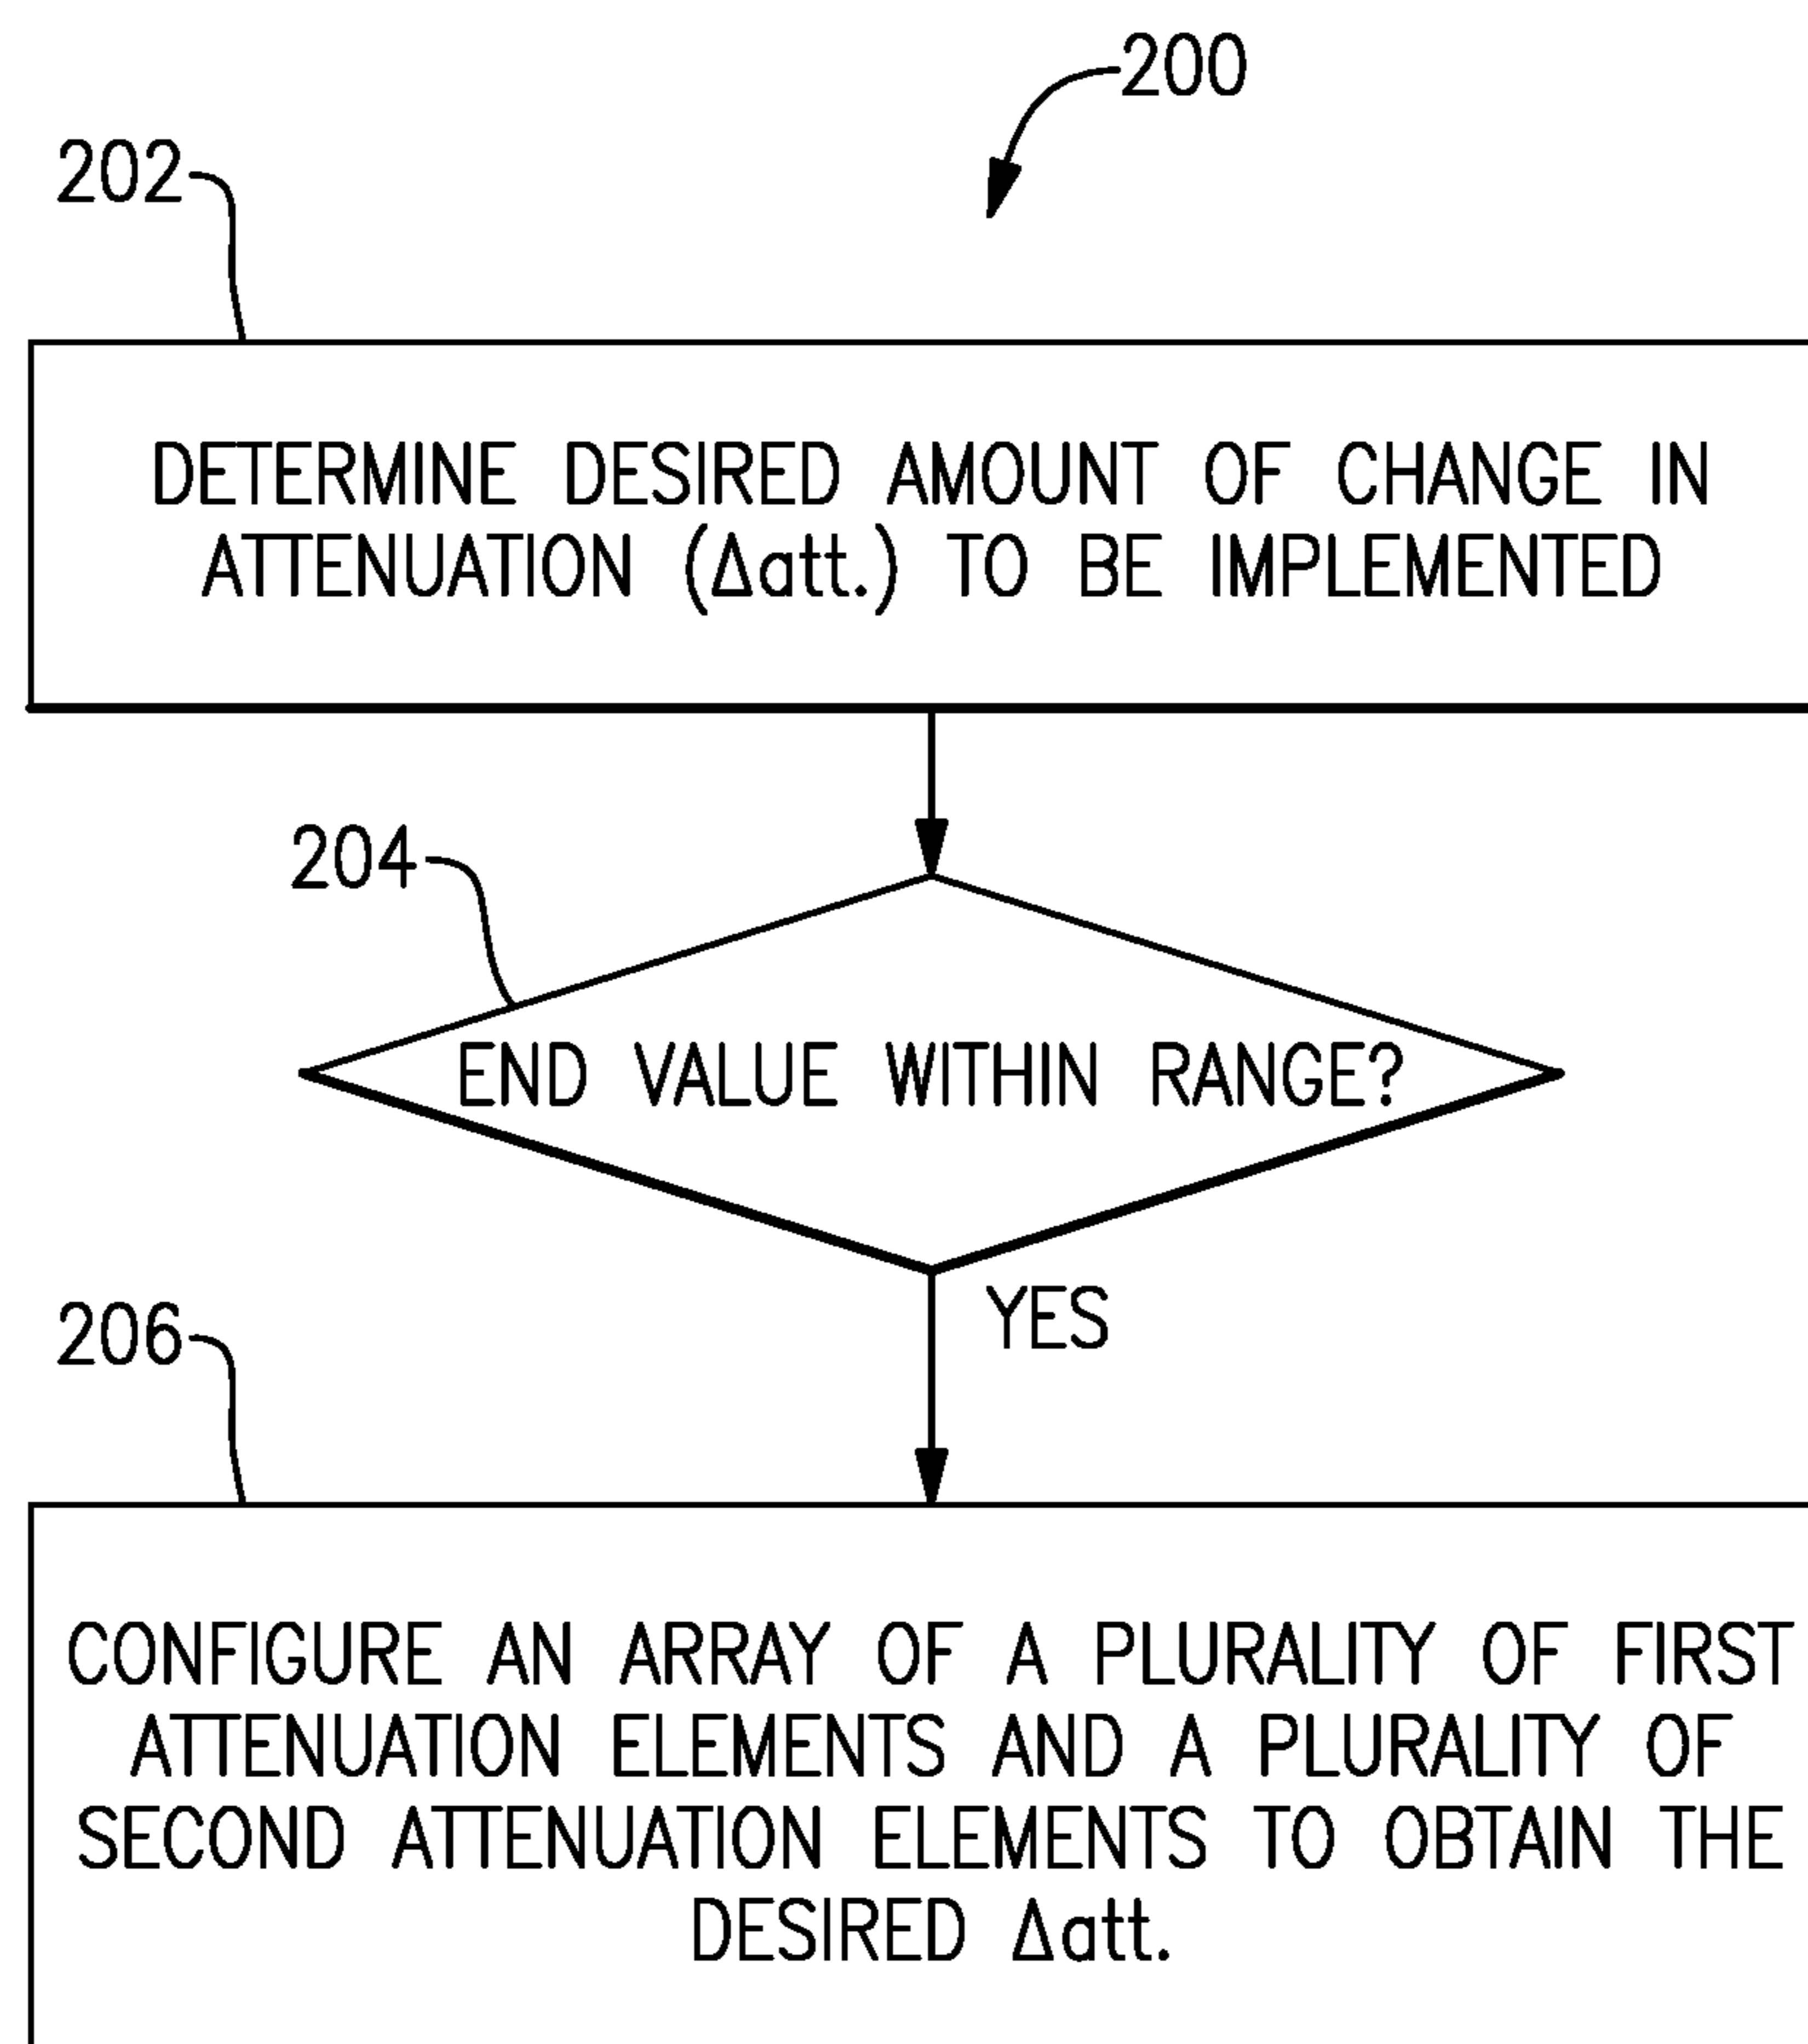 200
202
DETERMINE DESIRED AMOUNT OF CHANGE IN
ATTENUATION (Δatt.) TO BE IMPLEMENTED
204
END VALUE WITHIN RANGE?
YES
206
CONFIGURE AN ARRAY OF A PLURALITY OF FIRST
ATTENUATION ELEMENTS AND A PLURALITY OF
SECOND ATTENUATION ELEMENTS TO OBTAIN THE
DESIRED Δatt.